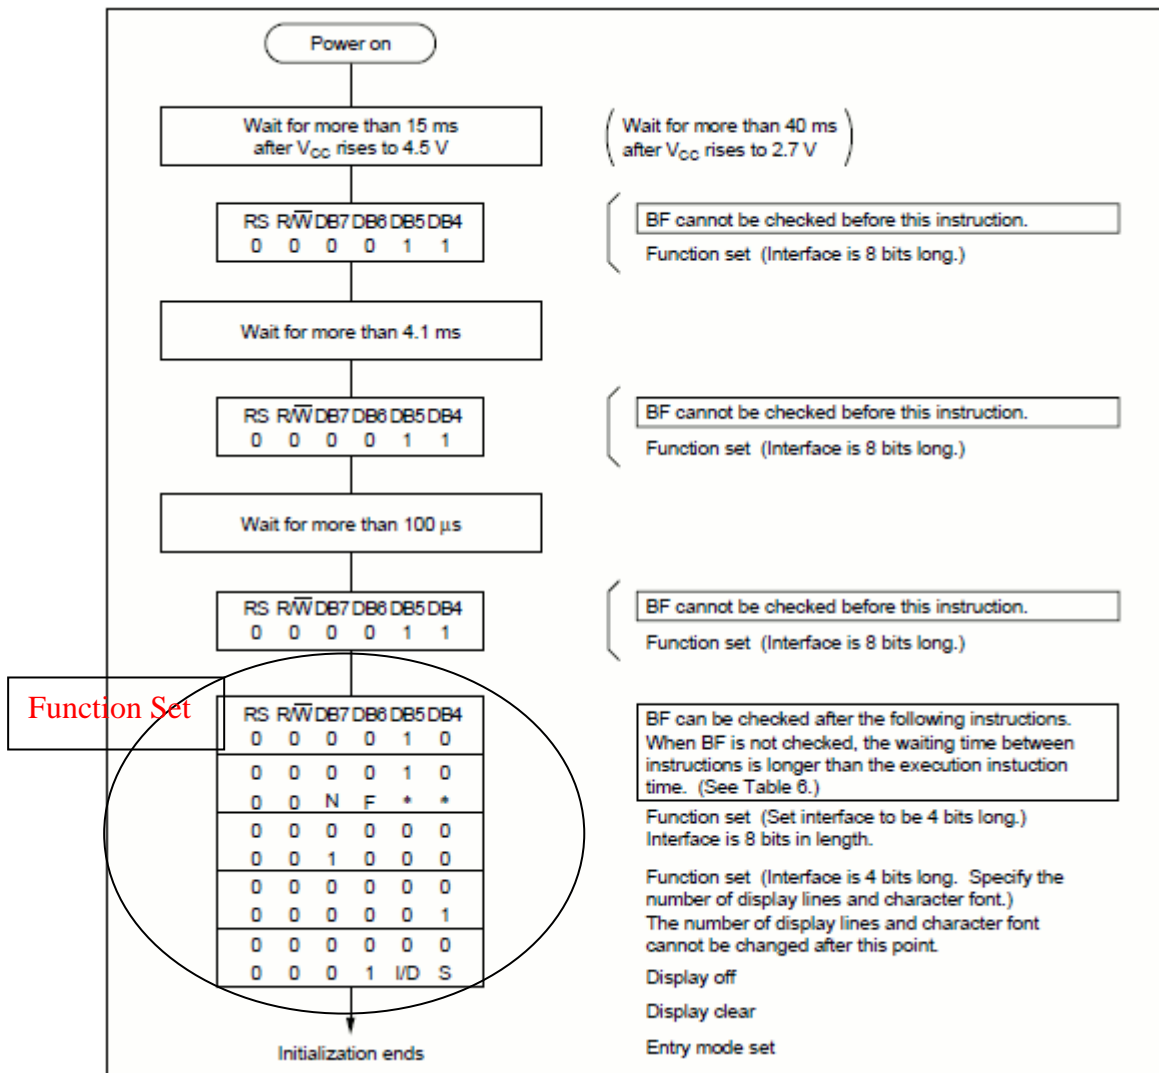 Power on
Wait for more than 15 ms
after VCC rises to 4.5 V
Wait for more than 40 ms
after VCC rises to 2.7 V
RS R/W DB7 DB6 DB5 DB4
0 0 0 0 1 1
BF cannot be checked before this instruction.
Function set (Interface is 8 bits long.)
Wait for more than 4.1 ms
RS R/W DB7 DB6 DB5 DB4
0 0 0 0 1 1
BF cannot be checked before this instruction.
Function set (Interface is 8 bits long.)
Wait for more than 100 µs
RS R/W DB7 DB6 DB5 DB4
0 0 0 0 1 1
BF cannot be checked before this instruction.
Function set (Interface is 8 bits long.)
Function Set
RS R/W DB7 DB6 DB5 DB4
0 0 0 0 1 0
0 0 0 0 1 0
0 0 N F * *
0 0 0 0 0 0
0 0 1 0 0 0
0 0 0 0 0 0
0 0 0 0 0 1
0 0 0 0 0 0
0 0 0 1 I/D S
Initialization ends
BF can be checked after the following instructions.
When BF is not checked, the waiting time between
instructions is longer than the execution instuction
time. (See Table 6.)
Function set (Set interface to be 4 bits long.)
Interface is 8 bits in length.
Function set (Interface is 4 bits long. Specify the
number of display lines and character font.)
The number of display lines and character font
cannot be changed after this point.
Display off
Display clear
Entry mode set